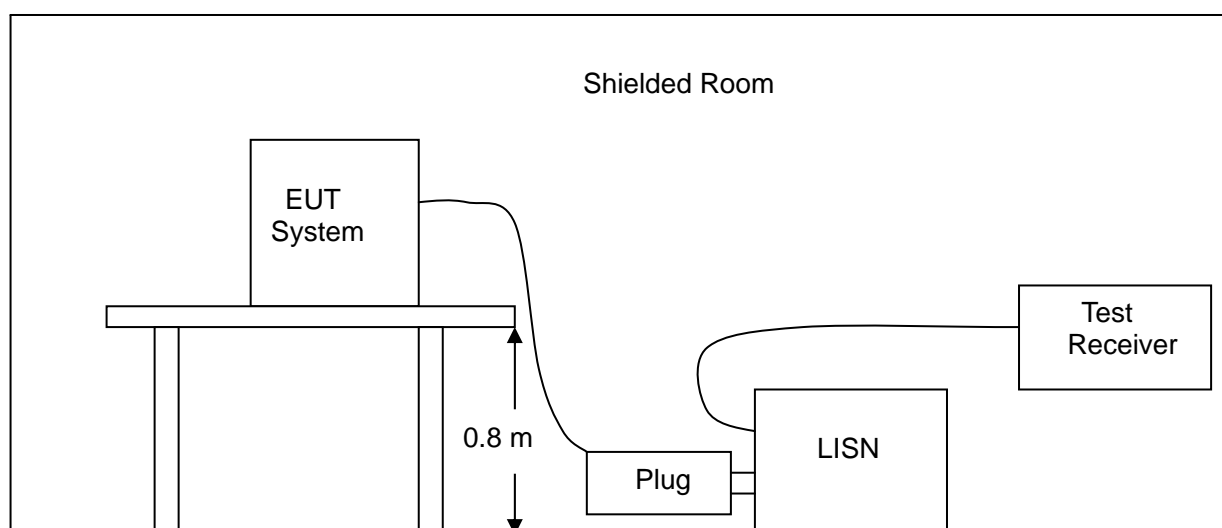 Shielded Room
EUT
System
Test
Receiver
0.8 m
LISN
Plug